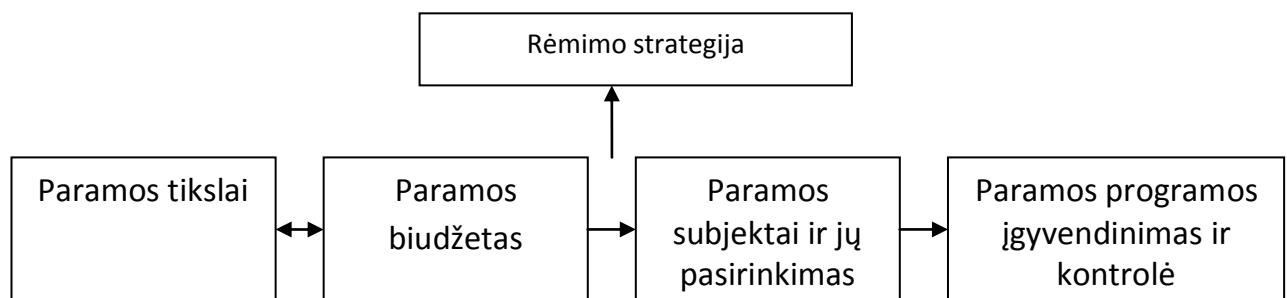 Rėmimo strategija
Paramos tikslai
Paramos
biudžetas
Paramos
subjektai ir jų
pasirinkimas
Paramos programos
įgyvendinimas ir
kontrolė